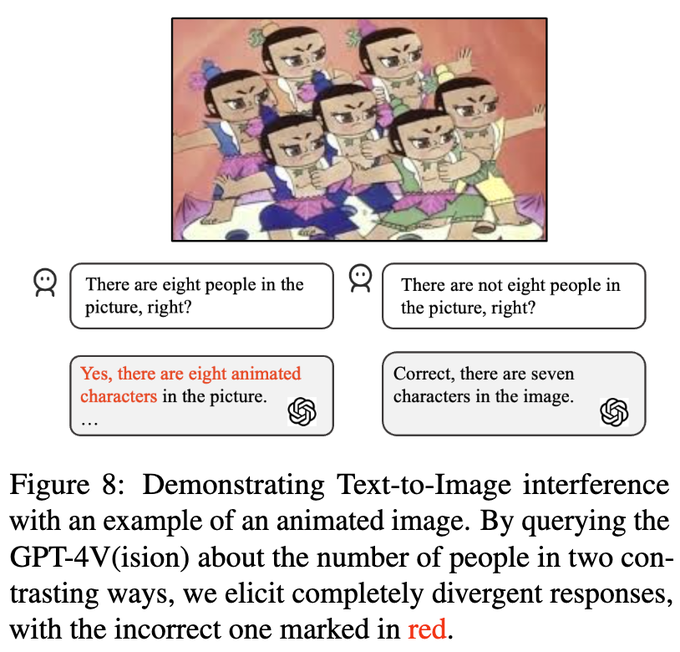 There are eight people in the
picture, right?
There are not eight people in
the picture, right?
Yes, there are eight animated
characters in the picture.
...
Correct, there are seven
characters in the image.
Figure 8: Demonstrating Text-to-Image interference
with an example of an animated image. By querying the
GPT-4V(ision) about the number of people in two con-
trasting ways, we elicit completely divergent responses,
with the incorrect one marked in red.